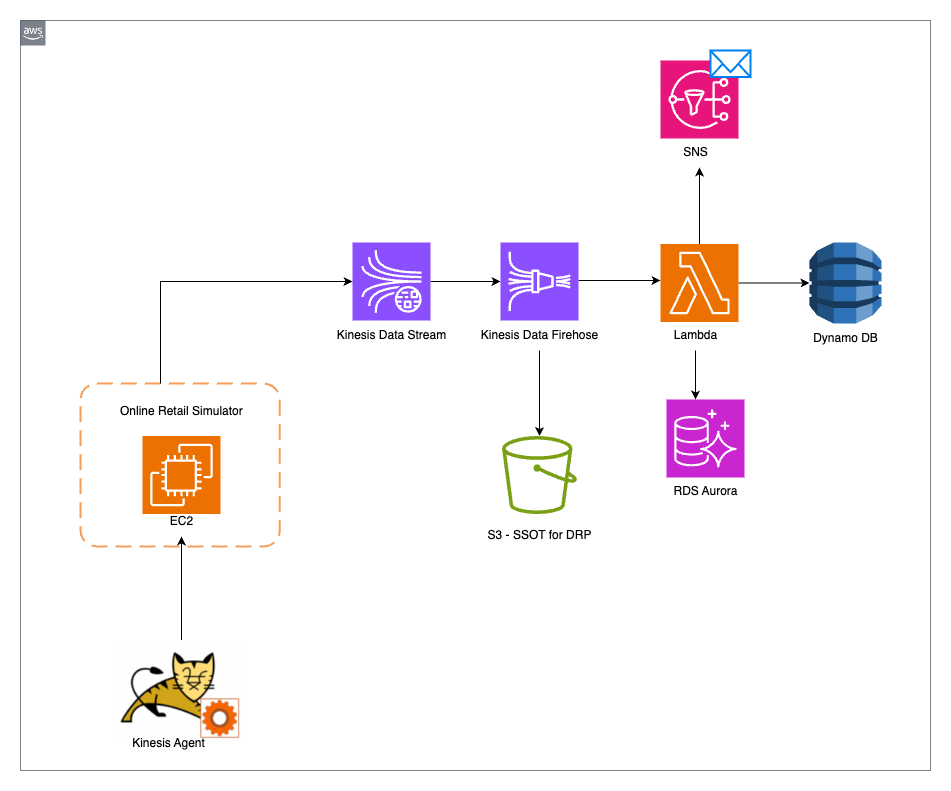 aws
SNS
Kinesis Data Stream
Kinesis Data Firehose
Lambda
Dynamo DB
Online Retail Simulator
EC2
RDS Aurora
S3 - SSOT for DRP
Kinesis Agent